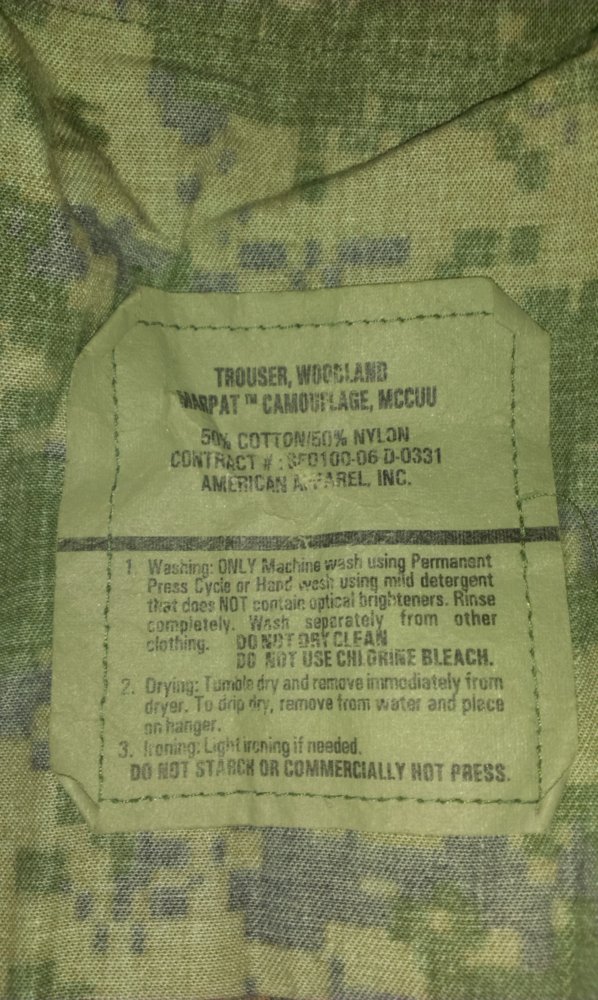 TROUSER, WOODLAND
MARPAT™ CAMOUFLAGE, MCCUU
50% COTTON/50% NYLON
CONTRACT #: SP0100-06-D-0331
AMERICAN APPAREL, INC.
1. Washing: ONLY Machine wash using Permanent
Press Cycle or Hand wash using mild detergent
that does NOT contain optical brighteners. Rinse
completely. Wash separately from other
clothing. DO NOT DRY CLEAN
DO NOT USE CHLORINE BLEACH.
2. Drying: Tumble dry and remove immediately from
dryer. To drip dry, remove from water and place
on hanger.
3. Ironing: Light ironing if needed.
DO NOT STARCH OR COMMERCIALLY HOT PRESS.